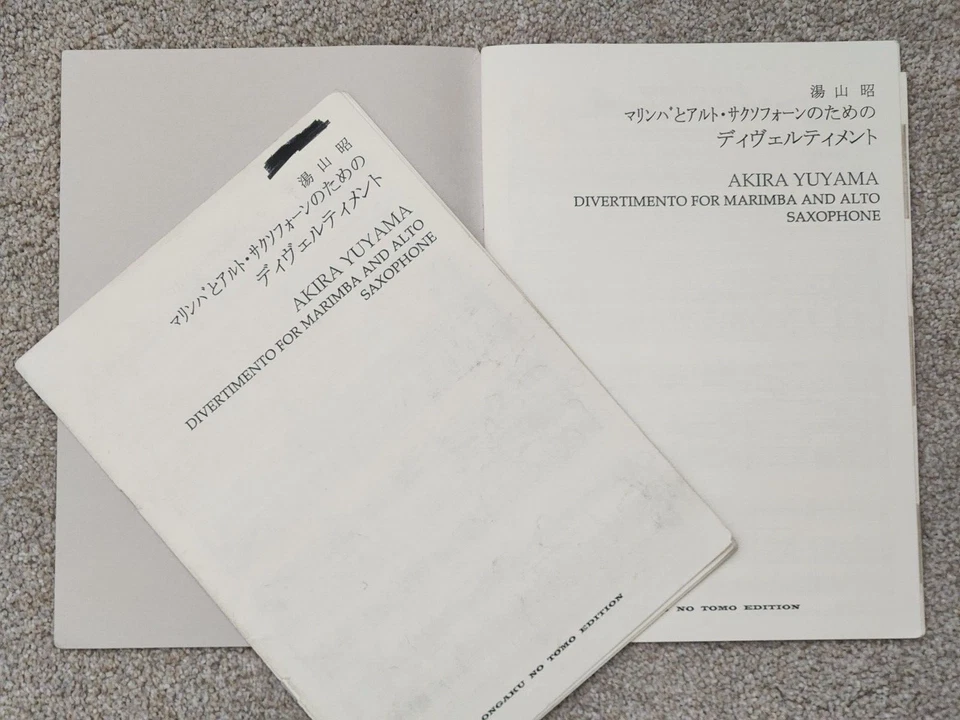 湯山昭
マリンバとアルト・サクソフォーンのための
ディヴェルティメント
AKIRA YUYAMA
DIVERTIMENTO FOR MARIMBA AND ALTO
SAXOPHONE
ONGAKU NO TOMO EDITION
湯山昭
マリンバとアルト・サクソフォーンのための
ディヴェルティメント
AKIRA YUYAMA
DIVERTIMENTO FOR MARIMBA AND ALTO
SAXOPHONE
NO TOMO EDITION